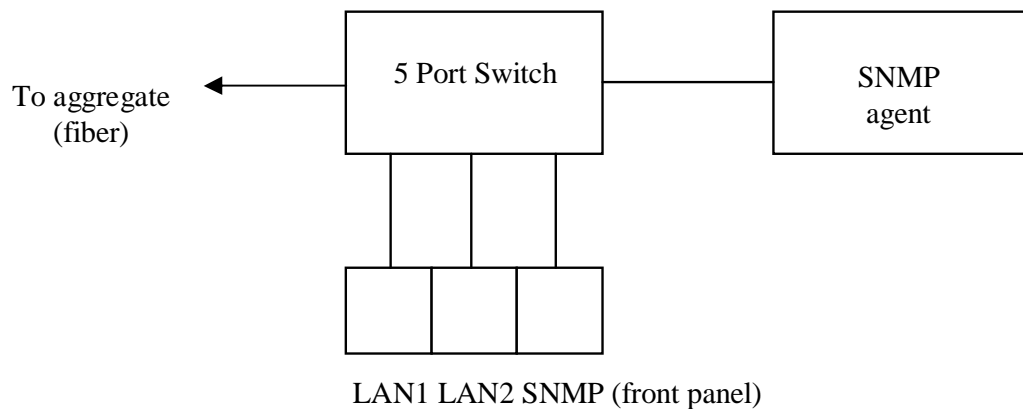 5 Port Switch
SNMP
agent
To aggregate
(fiber)
LAN1 LAN2 SNMP (front panel)